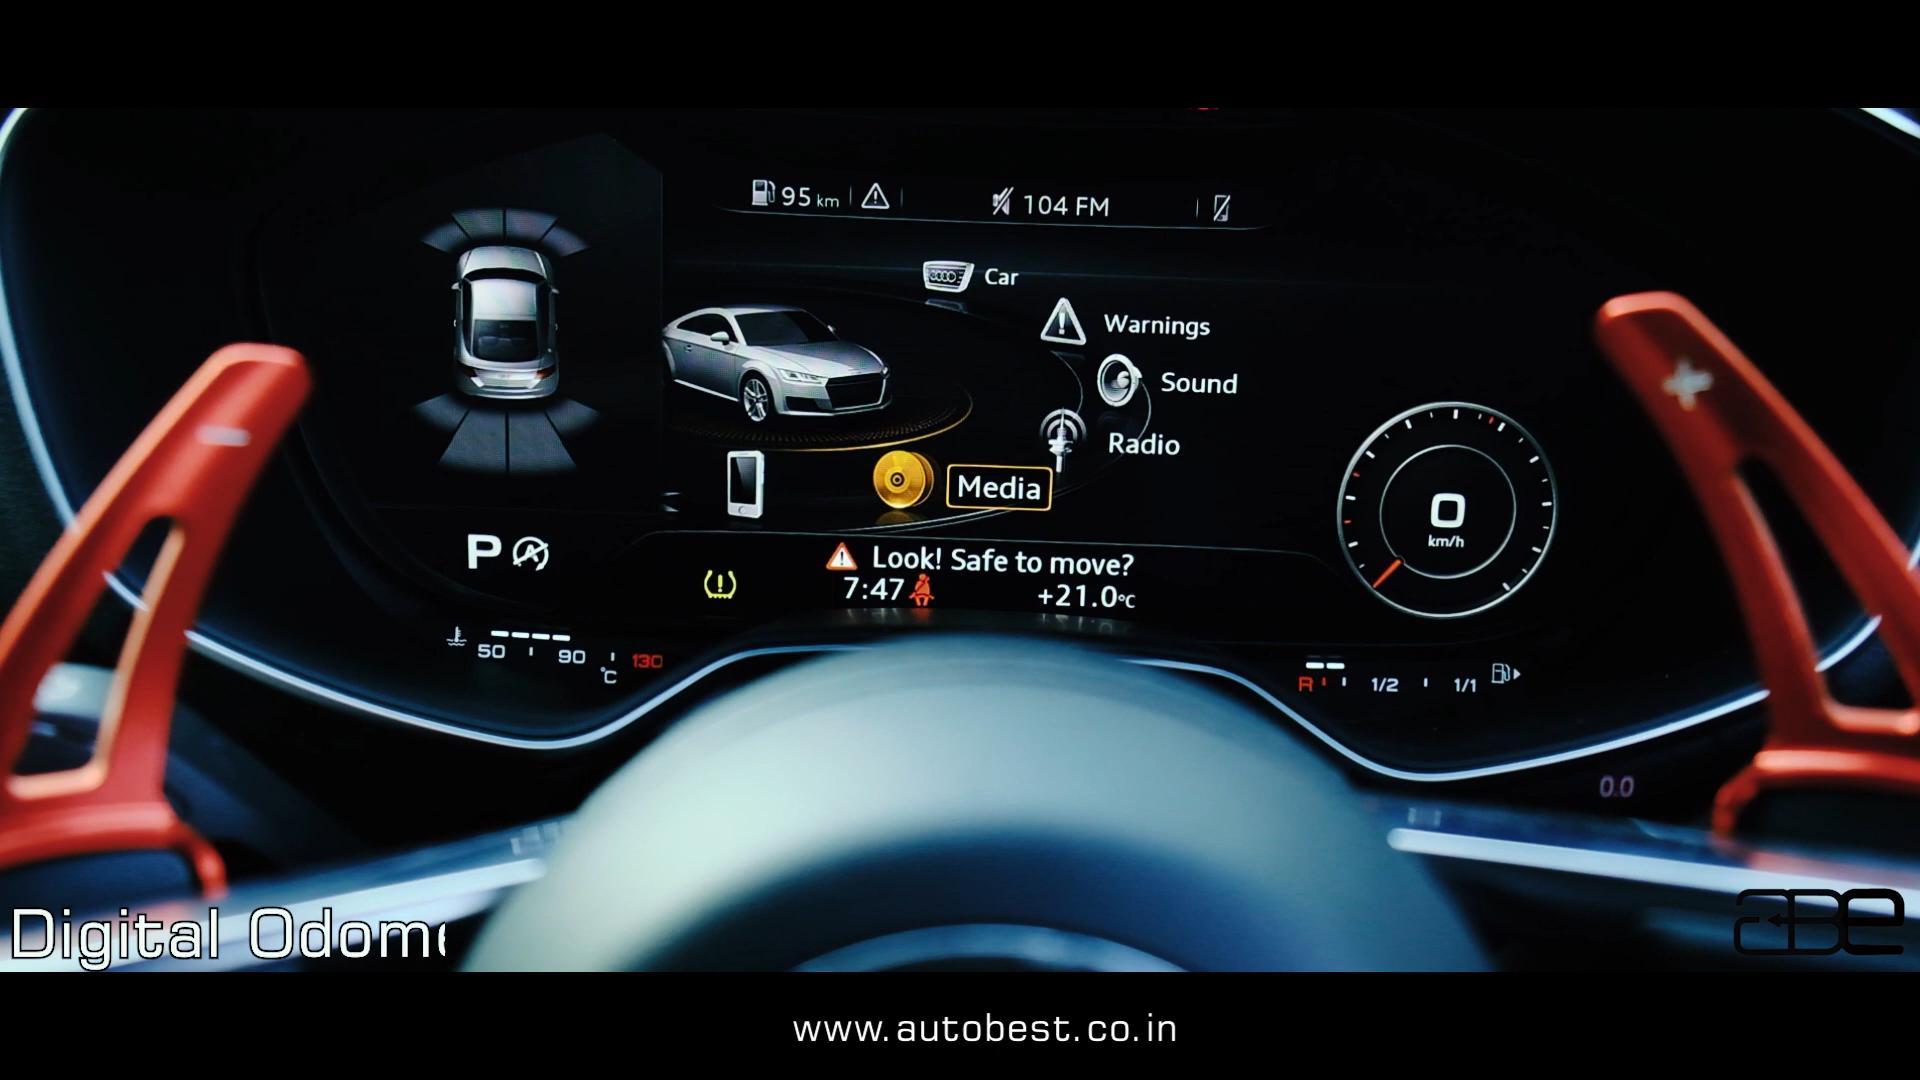 95 km
104 FM
Car
Warnings
Sound
Radio
Media
P A
Look! Safe to move?
7:47
+21.0°C
0
km/h
50 90 130
°C
R 1/2 1/1
0.0
Digital Odom
aBe
www.autobest.co.in